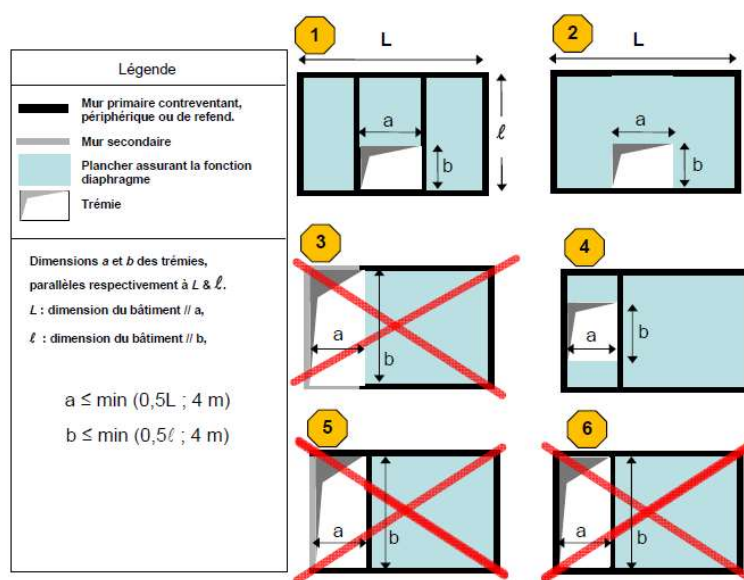 Légende
Mur primaire contreventant,
périphérique ou de refend.
Mur secondaire
Plancher assurant la fonction
diaphragme
Trémie
Dimensions a et b des trémies,
parallèles respectivement à L & ℓ.
L : dimension du bâtiment // a,
ℓ : dimension du bâtiment // b,
a ≤ min (0,5L ; 4 m)
b ≤ min (0,5ℓ ; 4 m)
1
L
a
b
ℓ
2
L
a
b
3
a
b
4
a
b
5
a
b
6
a
b